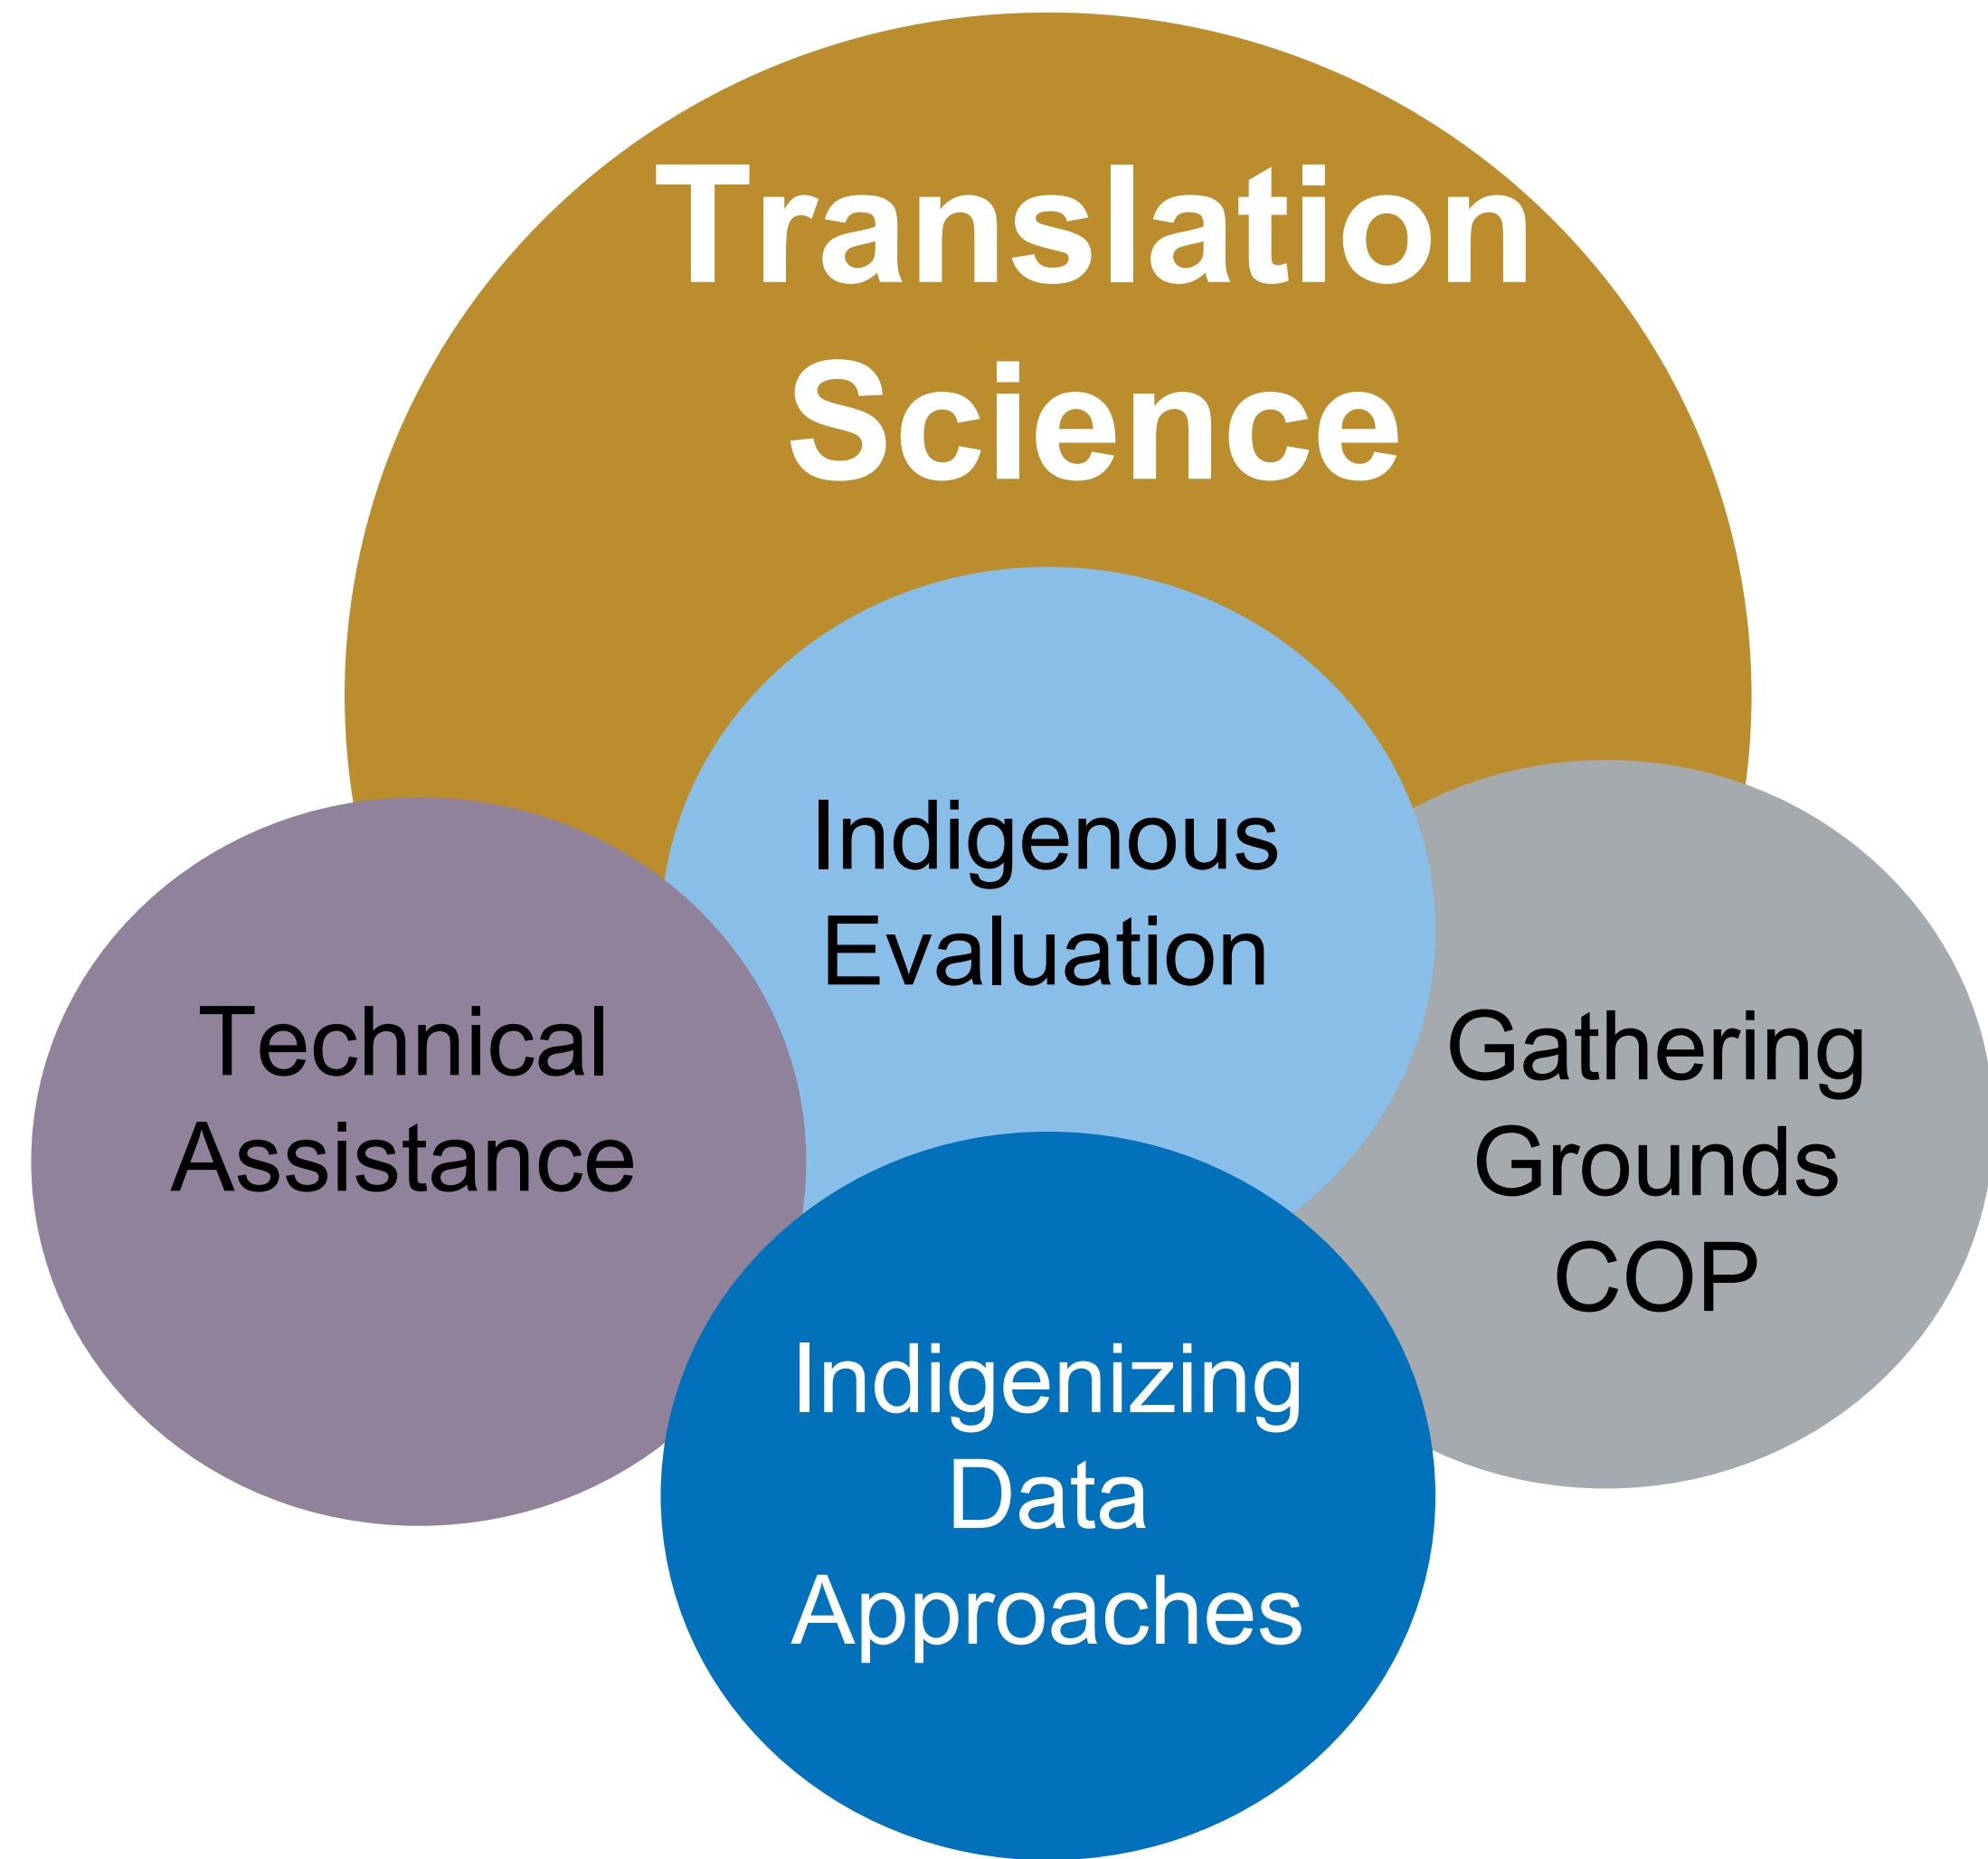 Translation
Science
Indigenous
Evaluation
Technical
Assistance
Gathering
Grounds
COP
Indigenizing
Data
Approaches